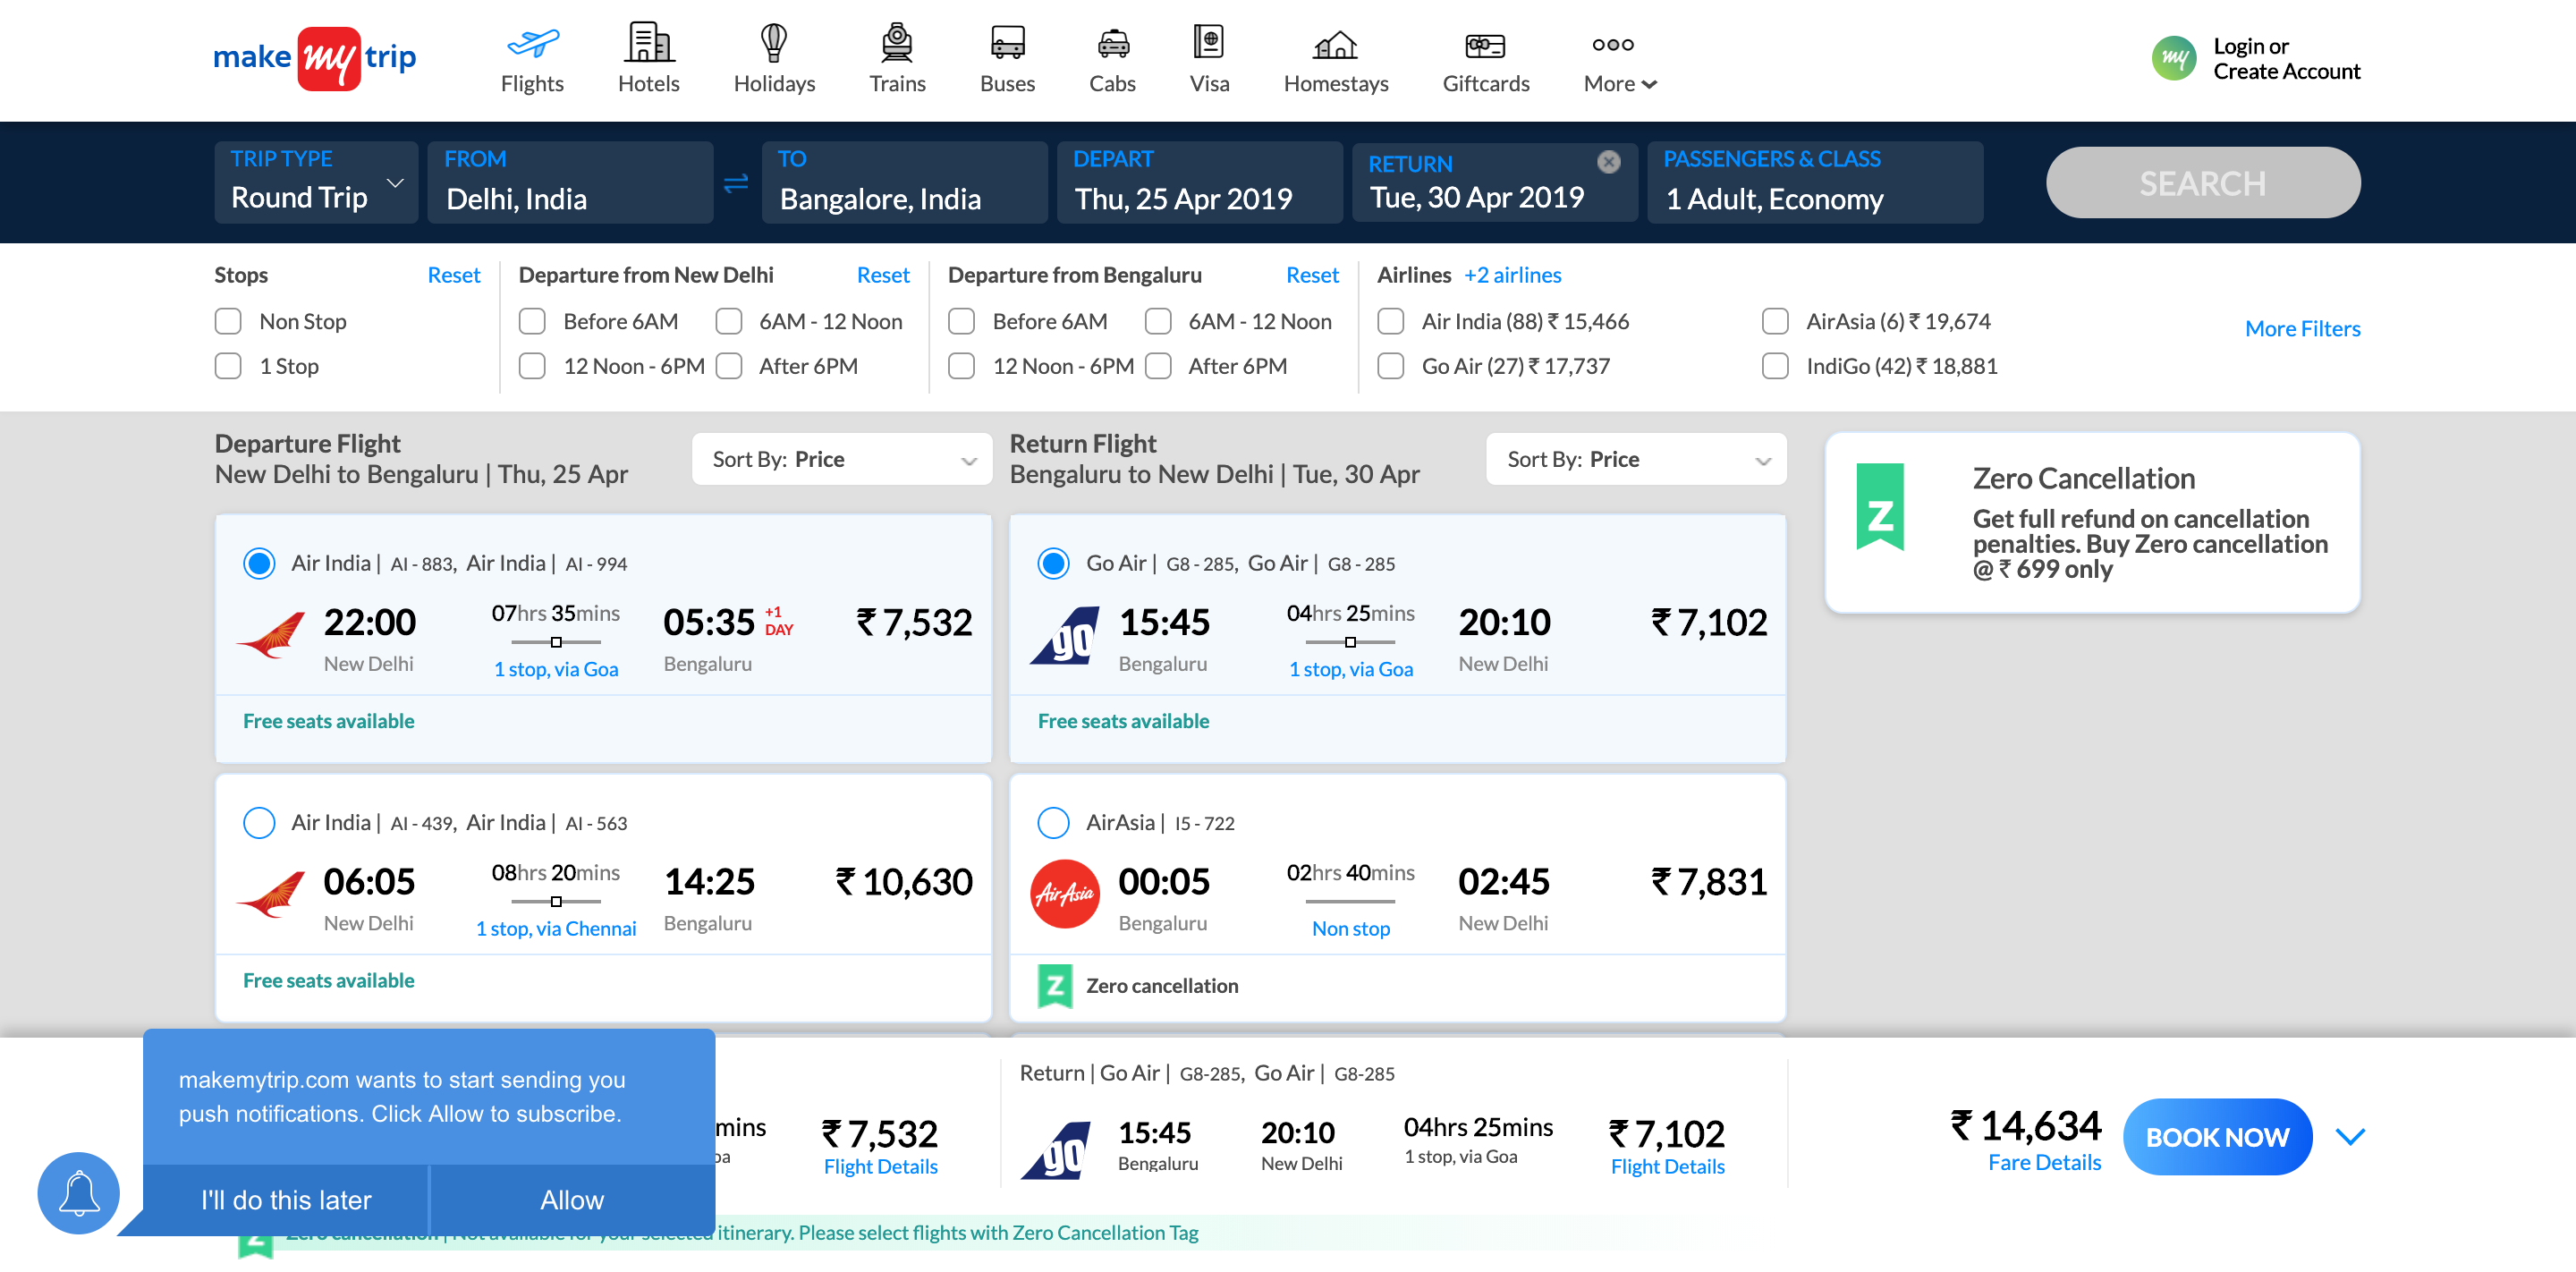 make my trip
Flights
Hotels
Holidays
Trains
Buses
Cabs
Visa
Homestays
Giftcards
More
my
Login or
Create Account
TRIP TYPE
Round Trip
FROM
Delhi, India
TO
Bangalore, India
DEPART
Thu, 25 Apr 2019
RETURN
Tue, 30 Apr 2019
PASSENGERS & CLASS
1 Adult, Economy
SEARCH
Stops Reset
Non Stop
1 Stop
Departure from New Delhi Reset
Before 6AM 6AM - 12 Noon
12 Noon - 6PM After 6PM
Departure from Bengaluru Reset
Before 6AM 6AM - 12 Noon
12 Noon - 6PM After 6PM
Airlines +2 airlines
Air India (88) ₹ 15,466 AirAsia (6) ₹ 19,674
Go Air (27) ₹ 17,737 IndiGo (42) ₹ 18,881
More Filters
Departure Flight
New Delhi to Bengaluru | Thu, 25 Apr
Sort By: Price
Air India | AI - 883, Air India | AI - 994
22:00 07hrs 35mins 05:35 +1 DAY ₹ 7,532
New Delhi 1 stop, via Goa Bengaluru
Free seats available
Air India | AI - 439, Air India | AI - 563
06:05 08hrs 20mins 14:25 ₹ 10,630
New Delhi 1 stop, via Chennai Bengaluru
Free seats available
Return Flight
Bengaluru to New Delhi | Tue, 30 Apr
Sort By: Price
Go Air | G8 - 285, Go Air | G8 - 285
go
15:45 04hrs 25mins 20:10 ₹ 7,102
Bengaluru 1 stop, via Goa New Delhi
Free seats available
AirAsia | I5 - 722
AirAsia
00:05 02hrs 40mins 02:45 ₹ 7,831
Bengaluru Non stop New Delhi
Z Zero cancellation
Z
Zero Cancellation
Get full refund on cancellation
penalties. Buy Zero cancellation
@ ₹ 699 only
makemytrip.com wants to start sending you
push notifications. Click Allow to subscribe.
I'll do this later
Allow
mins ₹ 7,532
oa Flight Details
Return | Go Air | G8-285, Go Air | G8-285
go
15:45 20:10 04hrs 25mins ₹ 7,102
Bengaluru New Delhi 1 stop, via Goa Flight Details
₹ 14,634
Fare Details
BOOK NOW
Z Zero cancellation | Not available for your selected itinerary. Please select flights with Zero Cancellation Tag